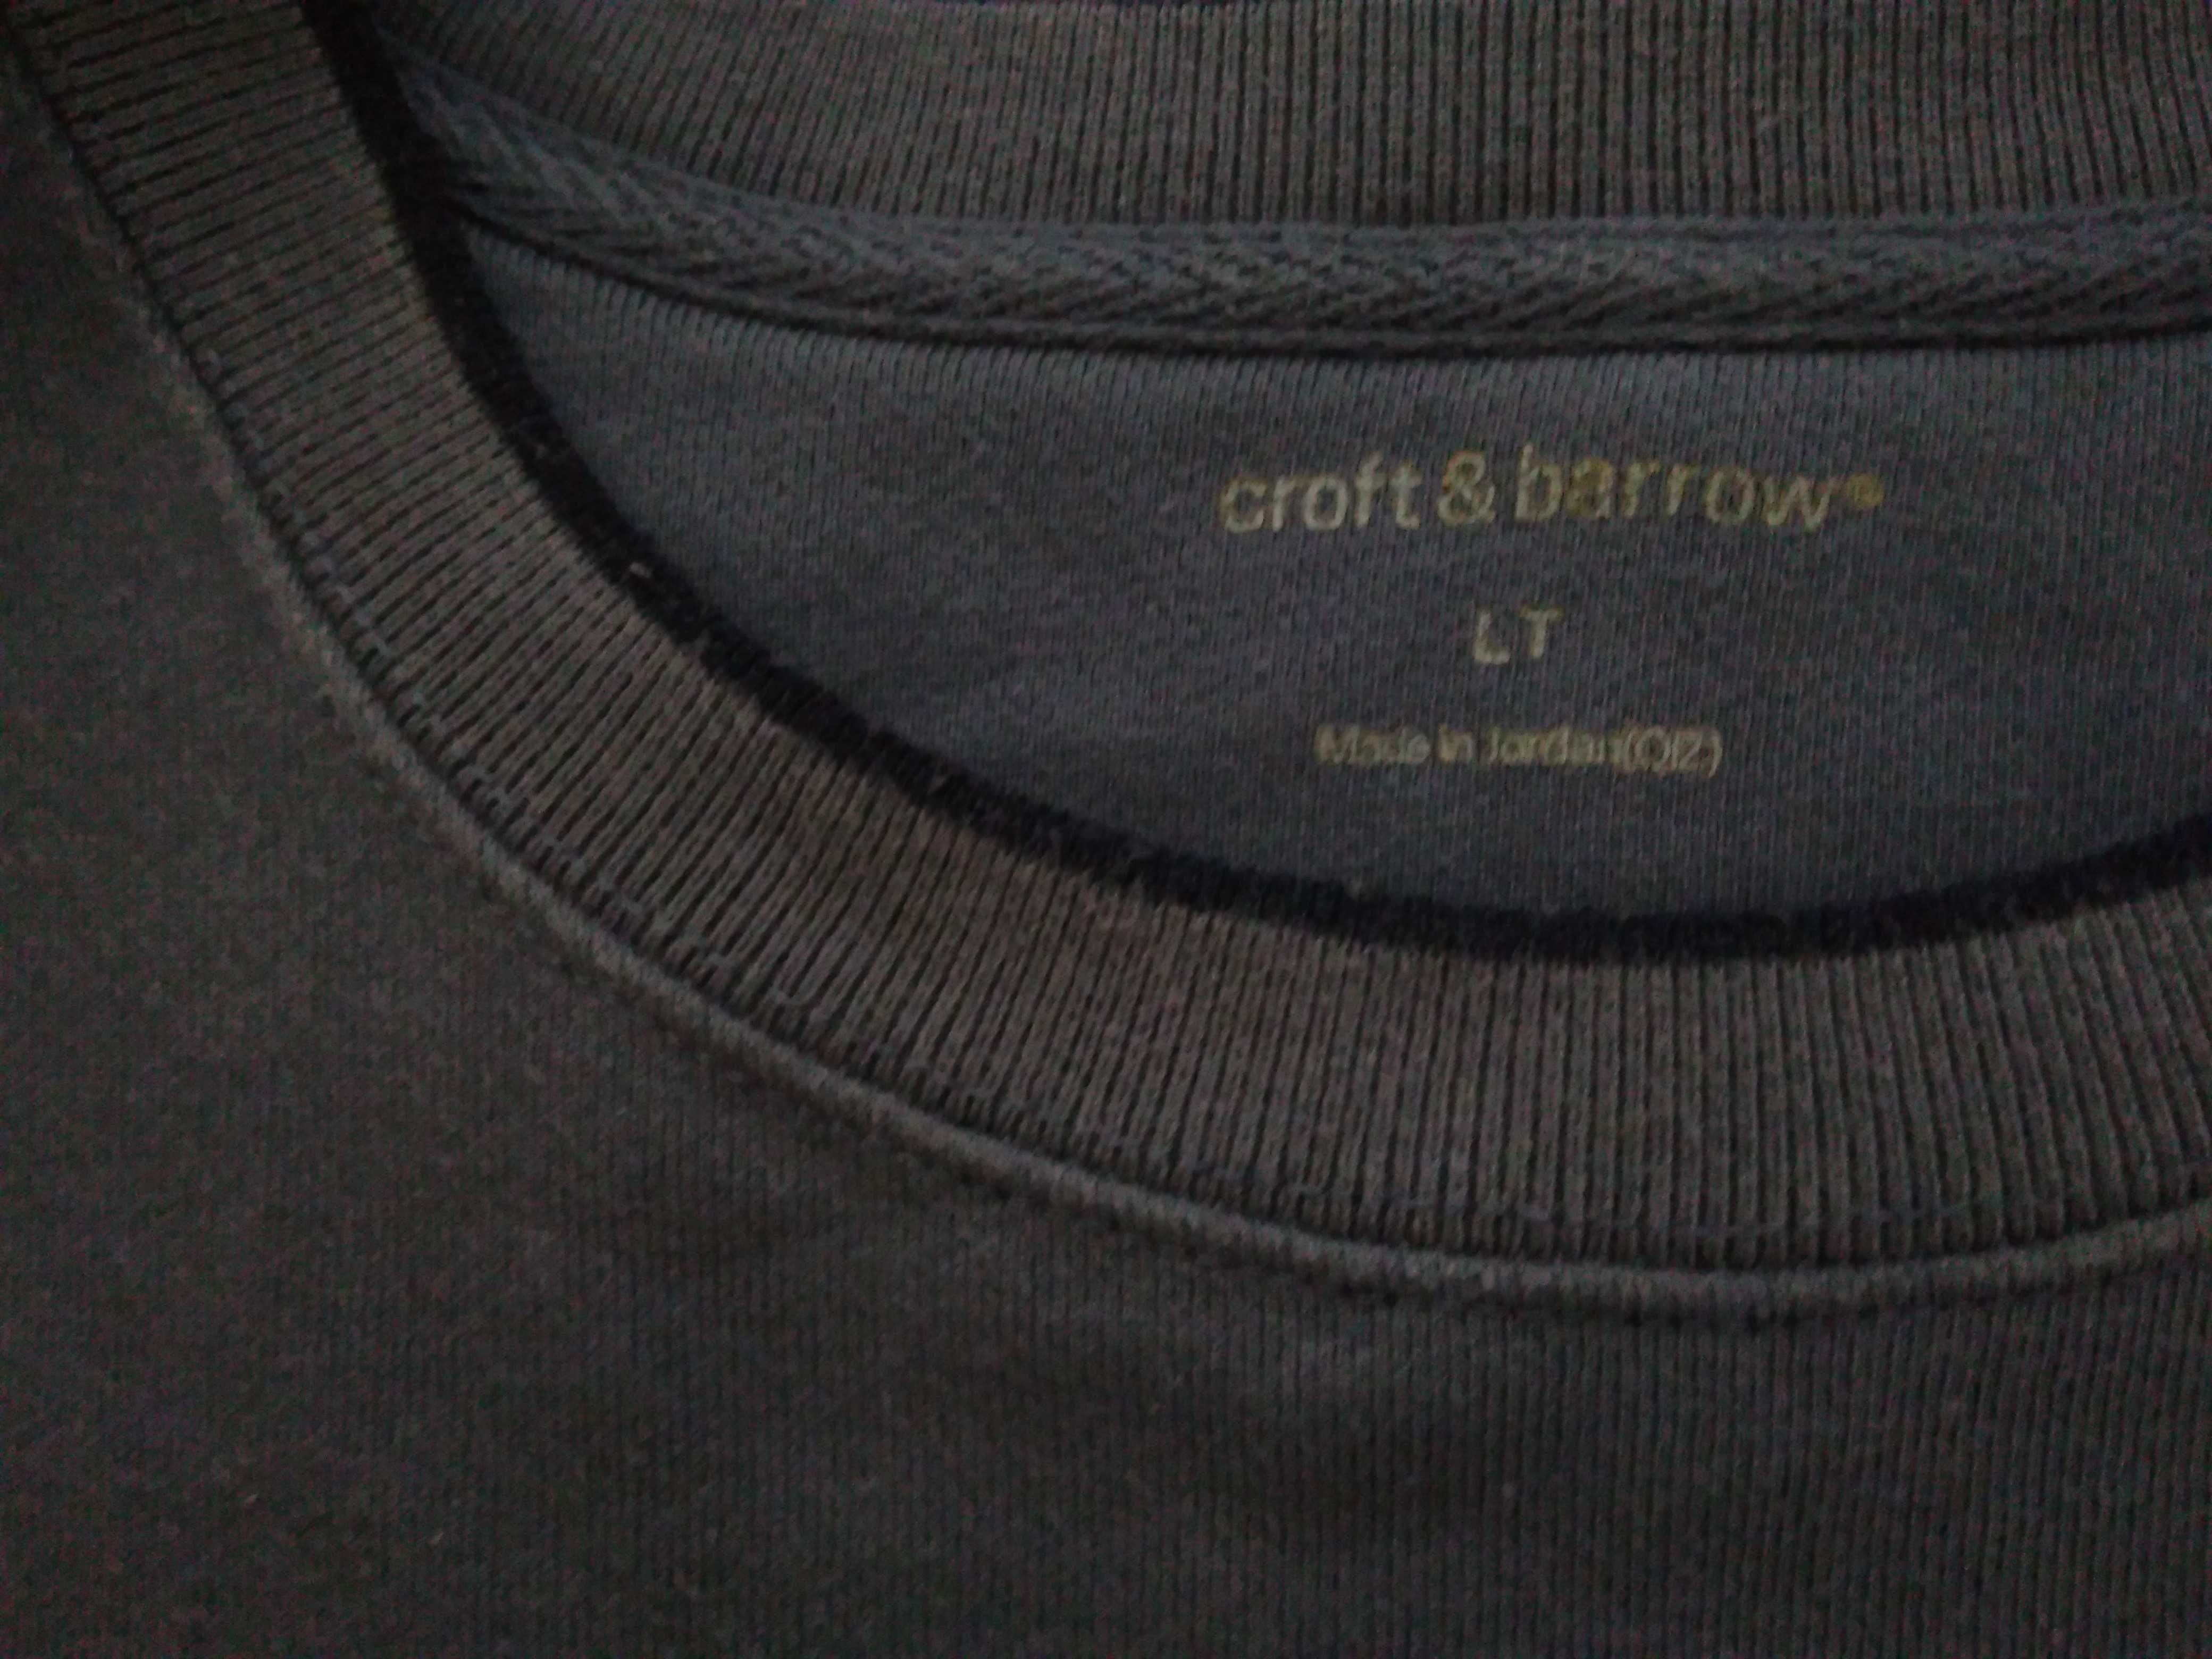 croft & barrow®
LT
Made in Jordan(QIZ)